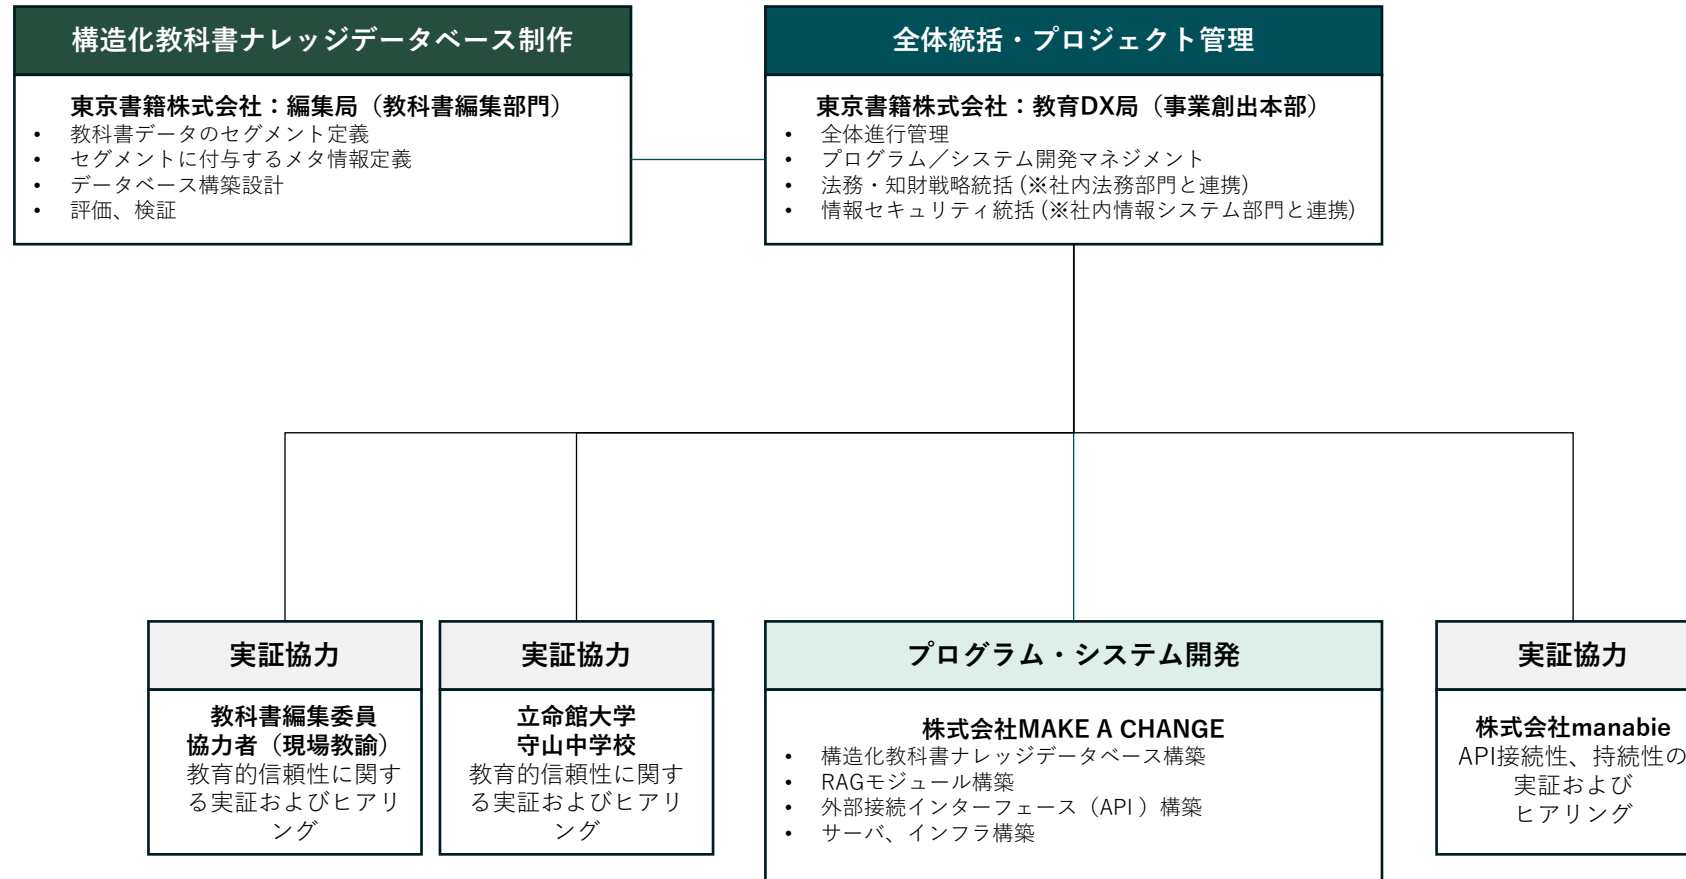 構造化教科書ナレッジデータベース制作
東京書籍株式会社：編集局（教科書編集部門）
• 教科書データのセグメント定義
• セグメントに付与するメタ情報定義
• データベース構築設計
• 評価、検証
全体統括・プロジェクト管理
東京書籍株式会社：教育DX局（事業創出本部）
• 全体進行管理
• プログラム／システム開発マネジメント
• 法務・知財戦略統括 (※社内法務部門と連携)
• 情報セキュリティ統括 (※社内情報システム部門と連携)
実証協力
教科書編集委員
協力者（現場教諭）
教育的信頼性に関す
る実証およびヒアリ
ング
実証協力
立命館大学
守山中学校
教育的信頼性に関す
る実証およびヒアリ
ング
プログラム・システム開発
株式会社MAKE A CHANGE
• 構造化教科書ナレッジデータベース構築
• RAGモジュール構築
• 外部接続インターフェース（API ）構築
• サーバ、インフラ構築
実証協力
株式会社manabie
API接続性、持続性の
実証および
ヒアリング